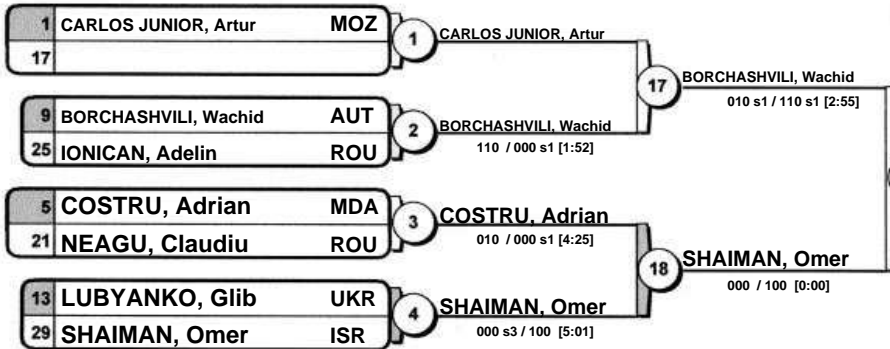 1 CARLOS JUNIOR, Artur MOZ
17
1
CARLOS JUNIOR, Artur
9 BORCHASHVILI, Wachid AUT
25 IONICAN, Adelin ROU
2
BORCHASHVILI, Wachid
110 / 000 s1 [1:52]
17
BORCHASHVILI, Wachid
010 s1 / 110 s1 [2:55]
5 COSTRU, Adrian MDA
21 NEAGU, Claudiu ROU
3
COSTRU, Adrian
010 / 000 s1 [4:25]
13 LUBYANKO, Glib UKR
29 SHAIMAN, Omer ISR
4
SHAIMAN, Omer
000 s3 / 100 [5:01]
18
SHAIMAN, Omer
000 / 100 [0:00]